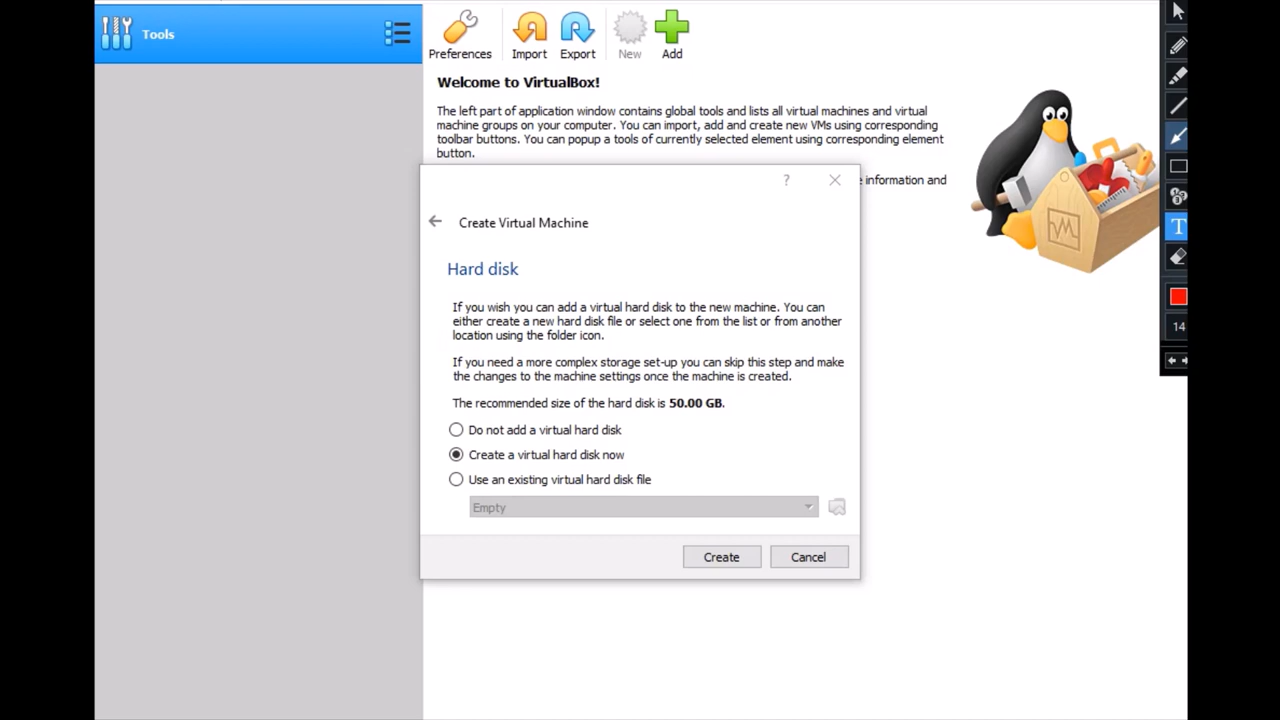 Tools
Preferences
Import
Export
New
Add
Welcome to VirtualBox!
The left part of application window contains global tools and lists all virtual machines and virtual
machine groups on your computer. You can import, add and create new VMs using corresponding
toolbar buttons. You can popup a tools of currently selected element using corresponding element
button.
e information and
?
Create Virtual Machine
Hard disk
If you wish you can add a virtual hard disk to the new machine. You can
either create a new hard disk file or select one from the list or from another
location using the folder icon.
If you need a more complex storage set-up you can skip this step and make
the changes to the machine settings once the machine is created.
The recommended size of the hard disk is 50.00 GB.
Do not add a virtual hard disk
Create a virtual hard disk now
Use an existing virtual hard disk file
Empty
Create
Cancel
T
14